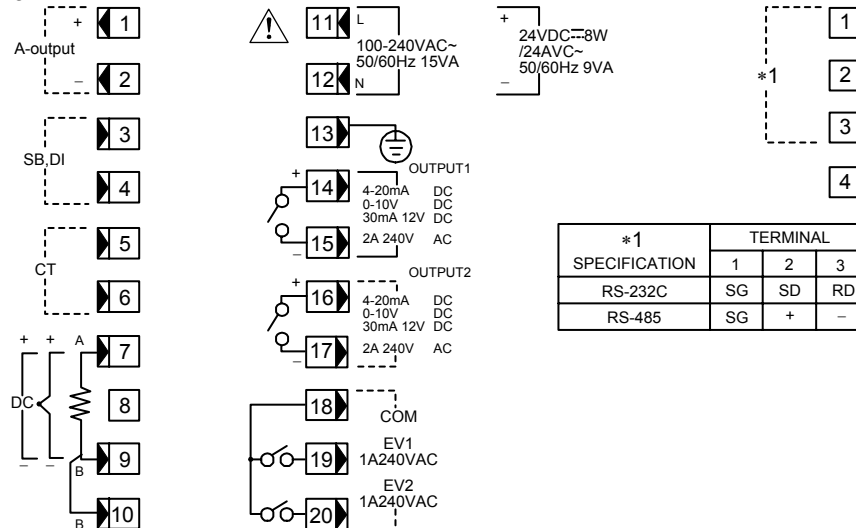 + 1
A-output
– 2
3
SB,DI
4
5
CT
6
+ + A 7
DC 8
– – B 9
B 10
11 L
100-240VAC~
50/60Hz 15VA
12 N
13
OUTPUT1
+ 14
4-20mA DC
0-10V DC
30mA 12V DC
– 15 2A 240V AC
OUTPUT2
+ 16
4-20mA DC
0-10V DC
30mA 12V DC
– 17 2A 240V AC
18
COM
EV1
19 1A240VAC
EV2
1A240VAC
20
+
24VDC⎓8W
/24AVC~
50/60Hz 9VA
–
1
∗1 2
3
4
∗1 TERMINAL
SPECIFICATION 1 2 3
RS-232C SG SD RD
RS-485 SG + –